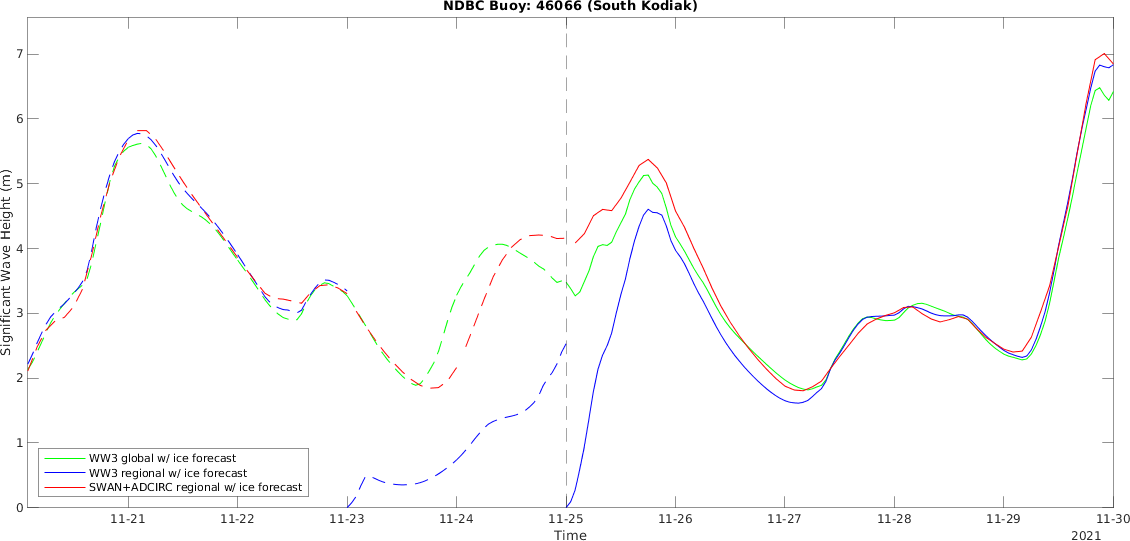 NDBC Buoy: 46066 (South Kodiak)
Significant Wave Height (m)
7
6
5
4
3
2
1
0
WW3 global w/ ice forecast
WW3 regional w/ ice forecast
SWAN+ADCIRC regional w/ ice forecast
11-21 11-22 11-23 11-24 11-25 11-26 11-27 11-28 11-29 11-30
Time
2021